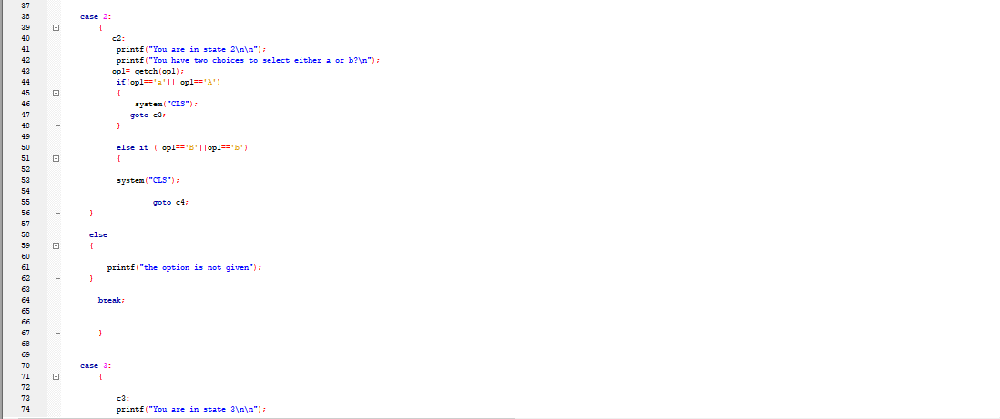 37
38 case 2:
39 {
40 c2:
41 printf("You are in state 2\n\n");
42 printf("You have two choices to select either a or b?\n");
43 op1= getch(op1);
44 if(op1=='a'|| op1=='A')
45 {
46 system("CLS");
47 goto c3;
48 }
49
50 else if ( op1=='B'||op1=='b')
51 {
52
53 system("CLS");
54
55 goto c4;
56 }
57
58 else
59 {
60
61 printf("the option is not given");
62 }
63
64 break;
65
66
67 }
68
69
70 case 3:
71 {
72
73 c3:
74 printf("You are in state 3\n\n");